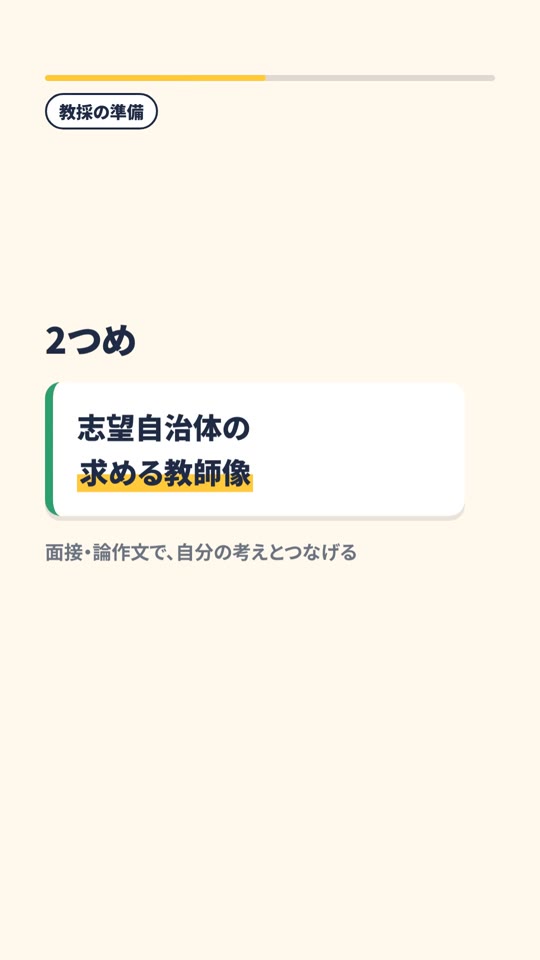 教採の準備
2つめ
志望自治体の
求める教師像
面接・論作文で、自分の考えとつなげる